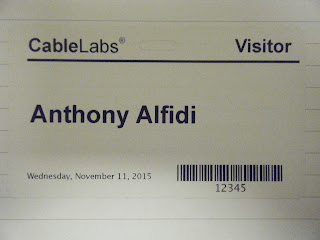 CableLabs® Visitor
Anthony Alfidi
Wednesday, November 11, 2015
12345